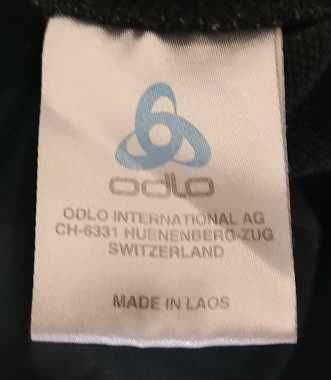 odlo
ODLO INTERNATIONAL AG
CH-6331 HUENENBERG-ZUG
SWITZERLAND
MADE IN LAOS